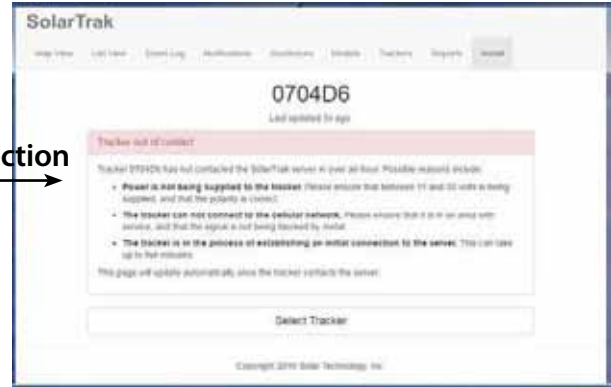 SolarTrak
Map View List View Event Log Notifications Geofences Models Trackers Reports Install
0704D6
Last updated 5h ago
ction
Tracker out of contact
Tracker 0704D6 has not contacted the SolarTrak server in over an hour. Possible reasons include:
• Power is not being supplied to the tracker. Please ensure that between 11 and 32 volts is being
supplied, and that the polarity is correct.
• The tracker can not connect to the cellular network. Please ensure that it is in an area with
service, and that the signal is not being blocked by metal.
• The tracker is in the process of establishing an initial connection to the server. This can take
up to five minutes.
This page will update automatically once the tracker contacts the server.
Select Tracker
Copyright Solar Technology, Inc.